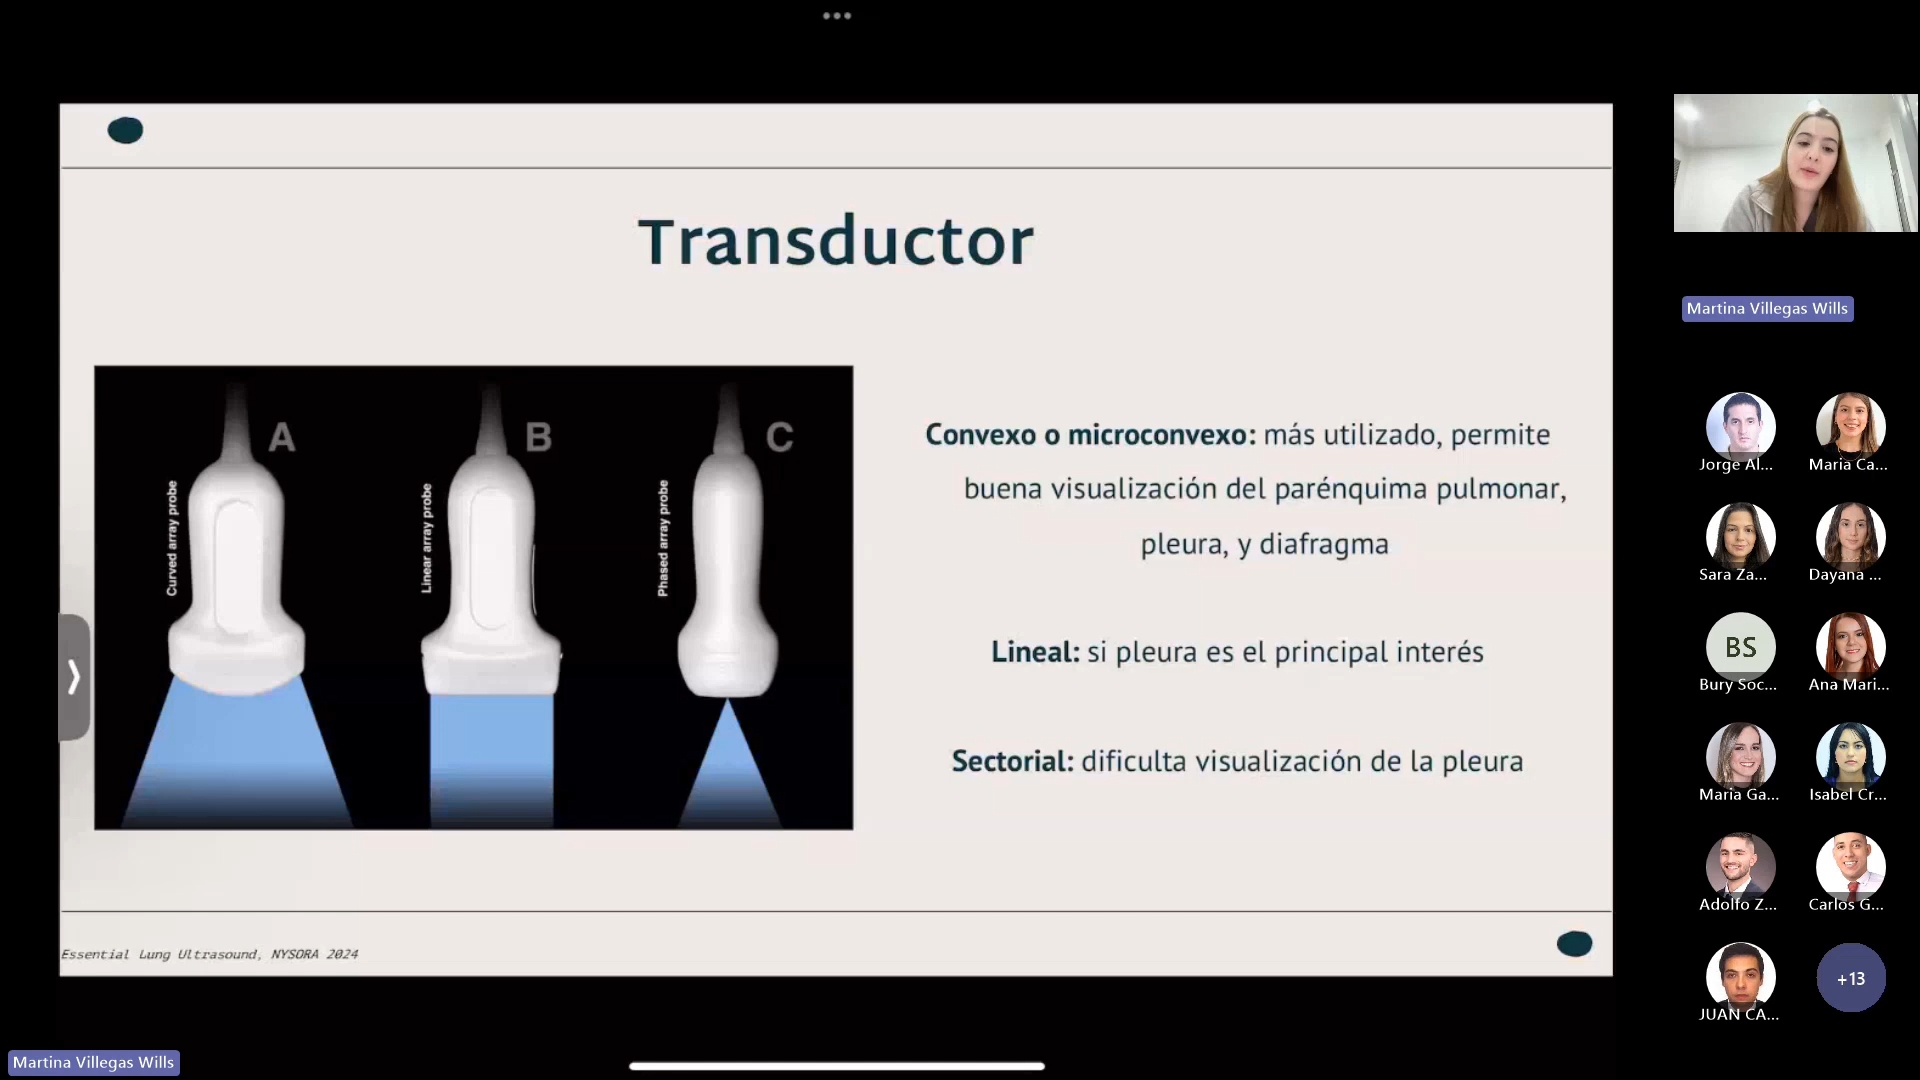 Transductor
A
B
C
Curved array probe
Linear array probe
Phased array probe
Convexo o microconvexo: más utilizado, permite
buena visualización del parénquima pulmonar,
pleura, y diafragma
Lineal: si pleura es el principal interés
Sectorial: dificulta visualización de la pleura
Essential Lung Ultrasound, NYSORA 2024
Martina Villegas Wills
Jorge Al...
Maria Ca...
Sara Za...
Dayana ...
BS
Bury Soc...
Ana Mari...
Maria Ga...
Isabel Cr...
Adolfo Z...
Carlos G...
JUAN CA...
+13
Martina Villegas Wills